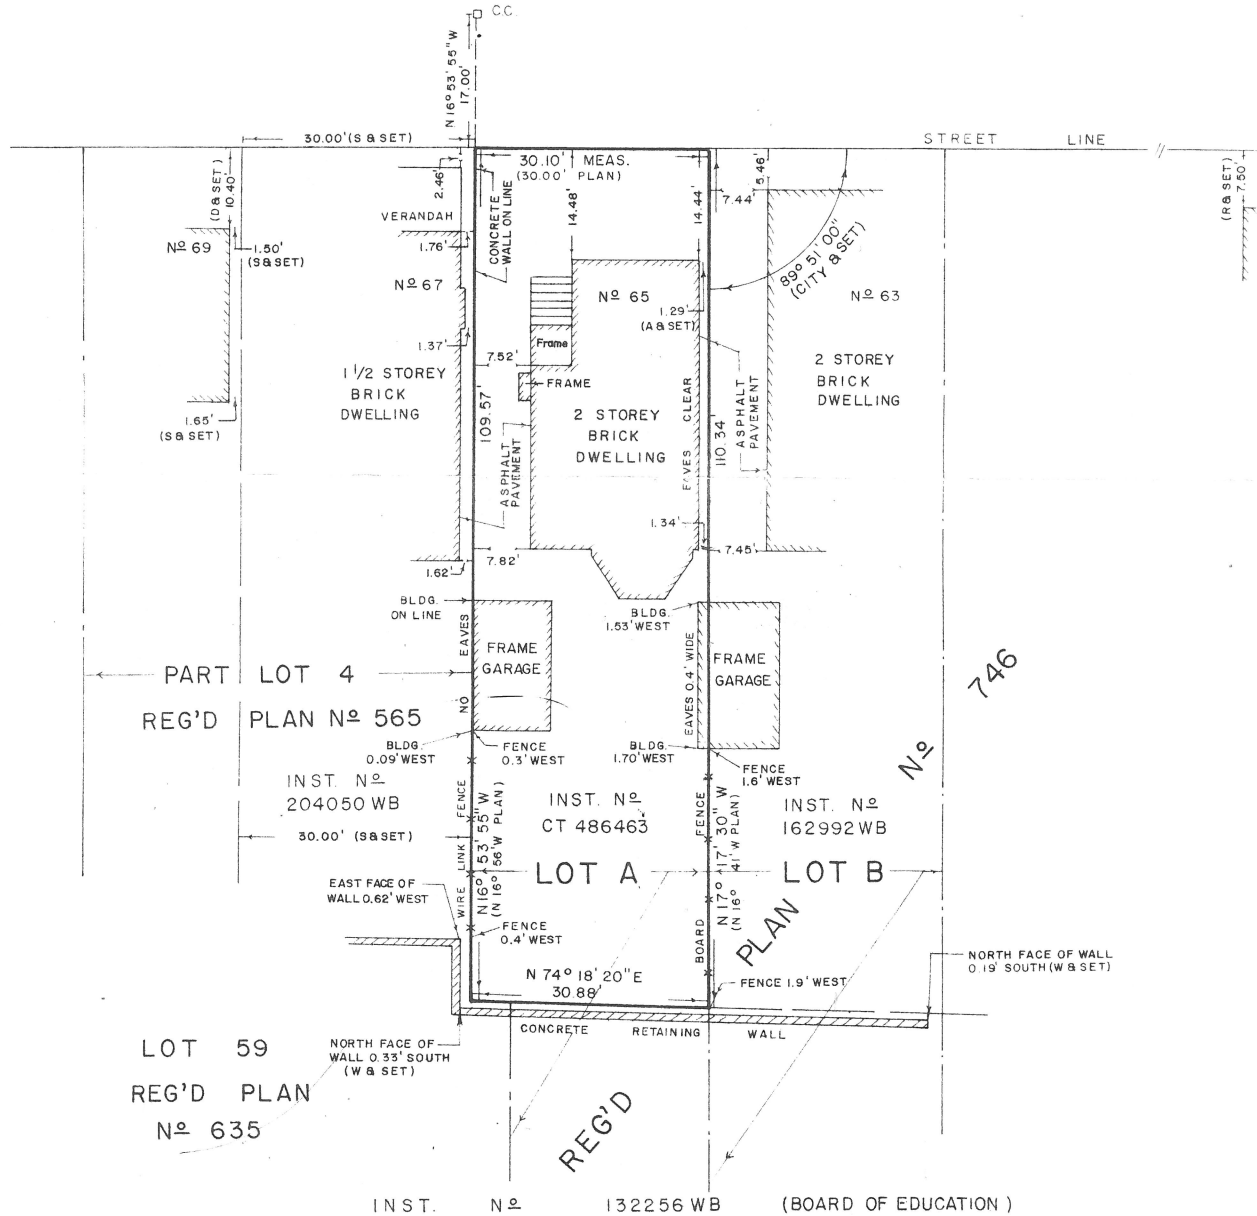 C.C.
N 16° 53' 55" W
17.00'
30.00' (S & SET)
STREET LINE
30.10' MEAS.
(30.00' PLAN)
(D & SET)
10.40'
2.46'
CONCRETE
WALL ON LINE
14.48'
14.44'
5.46'
7.44'
(R & SET)
7.50'
VERANDAH
Nº 69
1.50'
(S & SET)
1.76'
Nº 67
Nº 65
89° 51' 00"
(CITY & SET)
Nº 63
1.29'
(A & SET)
1.37'
Frame
7.52'
FRAME
1 1/2 STOREY
BRICK
DWELLING
1.65'
(S & SET)
109.57'
2 STOREY
BRICK
DWELLING
EAVES CLEAR
110.34
ASPHALT
PAVEMENT
2 STOREY
BRICK
DWELLING
ASPHALT
PAVEMENT
1.34'
7.45'
7.82'
1.62'
BLDG.
ON LINE
BLDG.
1.53' WEST
NO EAVES
FRAME
GARAGE
EAVES 0.4' WIDE
FRAME
GARAGE
PART LOT 4
REG'D PLAN Nº 565
BLDG.
0.09' WEST
FENCE
0.3' WEST
BLDG.
1.70' WEST
FENCE
1.6' WEST
INST. Nº
204050 WB
30.00' (S & SET)
WIRE LINK FENCE
N 16° 53' 55" W
(N 16° 56' W PLAN)
INST. Nº
CT 486463
LOT A
BOARD FENCE
N 17° 17' 30" W
(N 16° 41' W PLAN)
INST. Nº
162992 WB
LOT B
REG'D PLAN Nº 746
EAST FACE OF
WALL 0.62' WEST
FENCE
0.4' WEST
N 74° 18' 20" E
30.88'
FENCE 1.9' WEST
NORTH FACE OF WALL
0.19' SOUTH (W & SET)
CONCRETE RETAINING WALL
NORTH FACE OF
WALL 0.33' SOUTH
(W & SET)
LOT 59
REG'D PLAN
Nº 635
INST. Nº 132256 WB (BOARD OF EDUCATION)